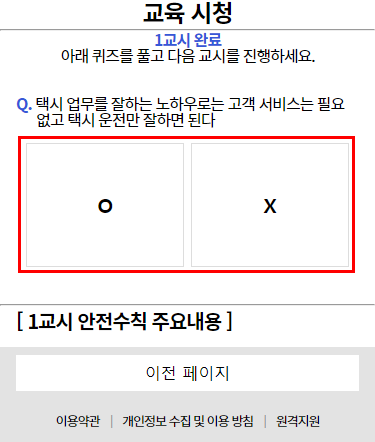 교육 시청
1교시 완료
아래 퀴즈를 풀고 다음 교시를 진행하세요.
Q. 택시 업무를 잘하는 노하우로는 고객 서비스는 필요
없고 택시 운전만 잘하면 된다
O X
[ 1교시 안전수칙 주요내용 ]
이전 페이지
이용약관 | 개인정보 수집 및 이용 방침 | 원격지원